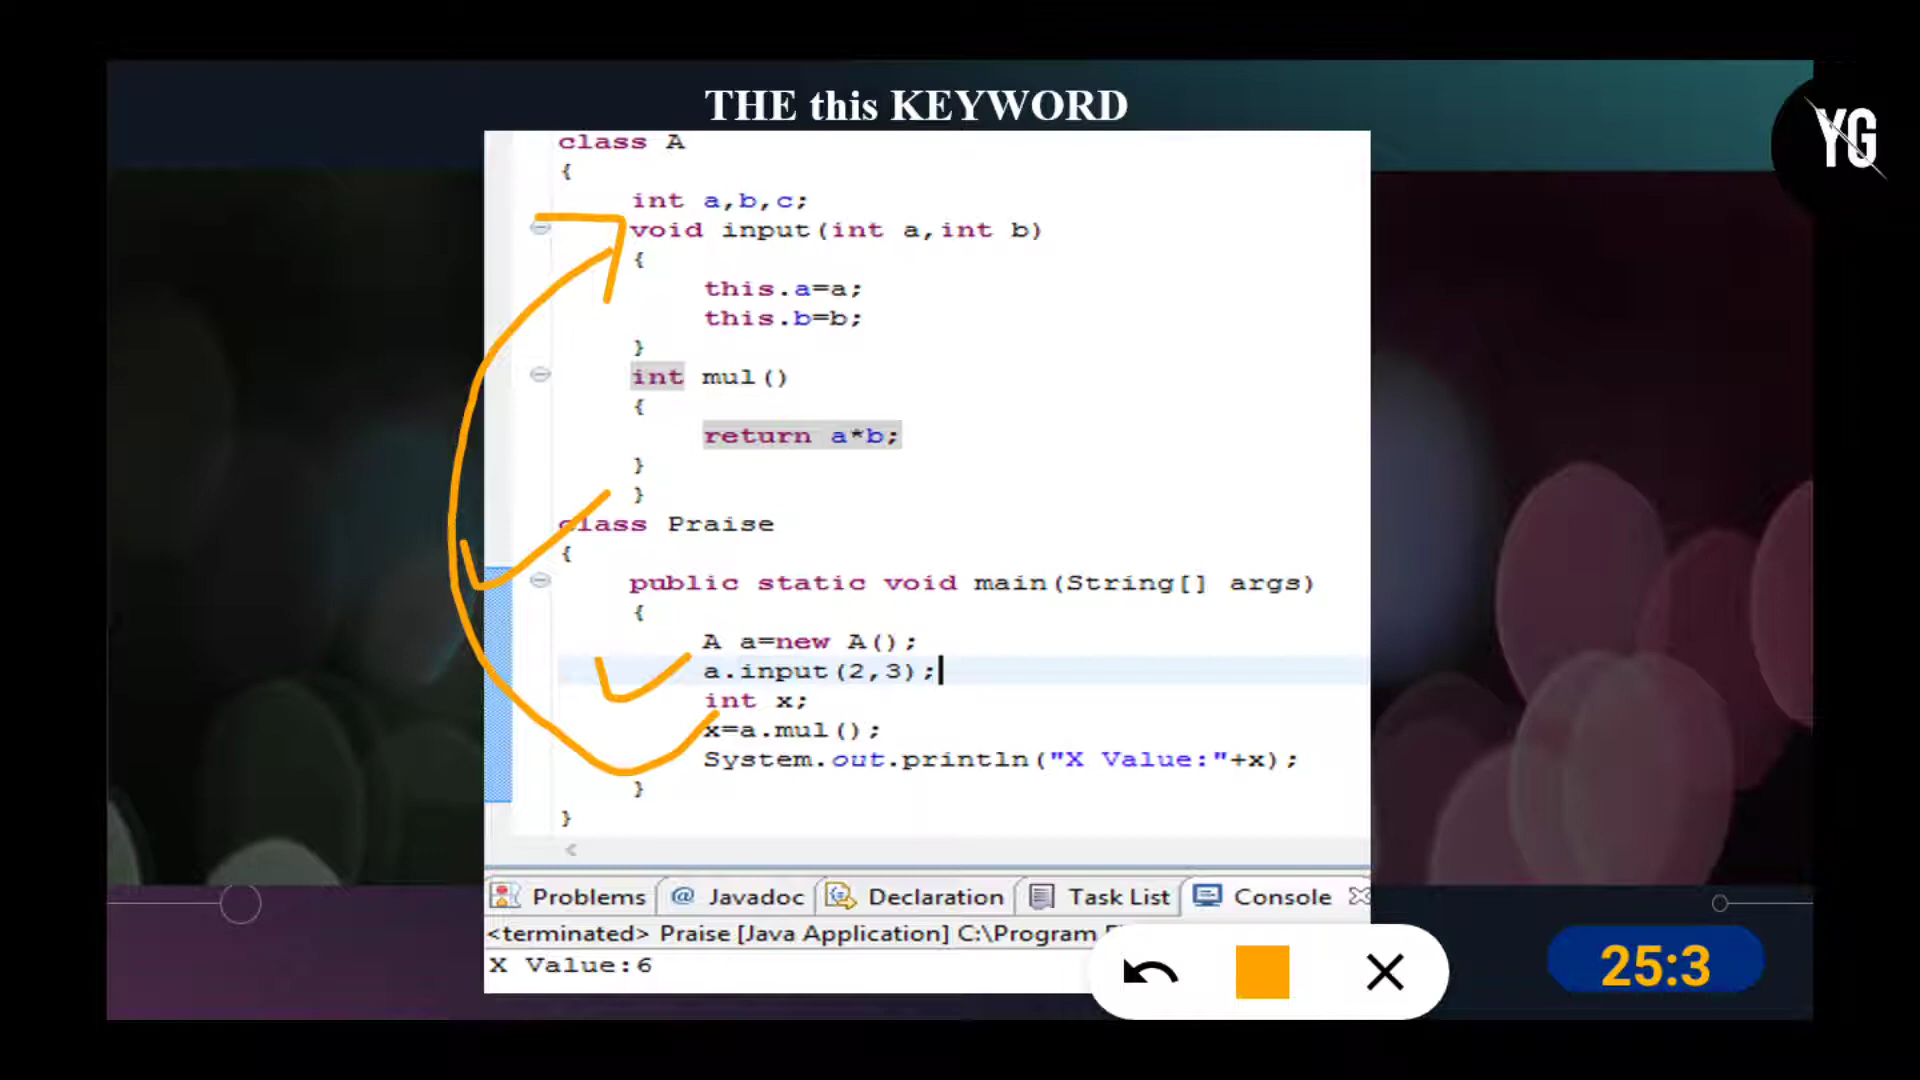 THE this KEYWORD
YG
class A
{
int a,b,c;
void input(int a,int b)
{
this.a=a;
this.b=b;
}
int mul()
{
return a*b;
}
}
class Praise
{
public static void main(String[] args)
{
A a=new A();
a.input(2,3);
int x;
x=a.mul();
System.out.println("X Value:"+x);
}
}
Problems @ Javadoc Declaration Task List Console
<terminated> Praise [Java Application] C:\Program
X Value:6
25:3